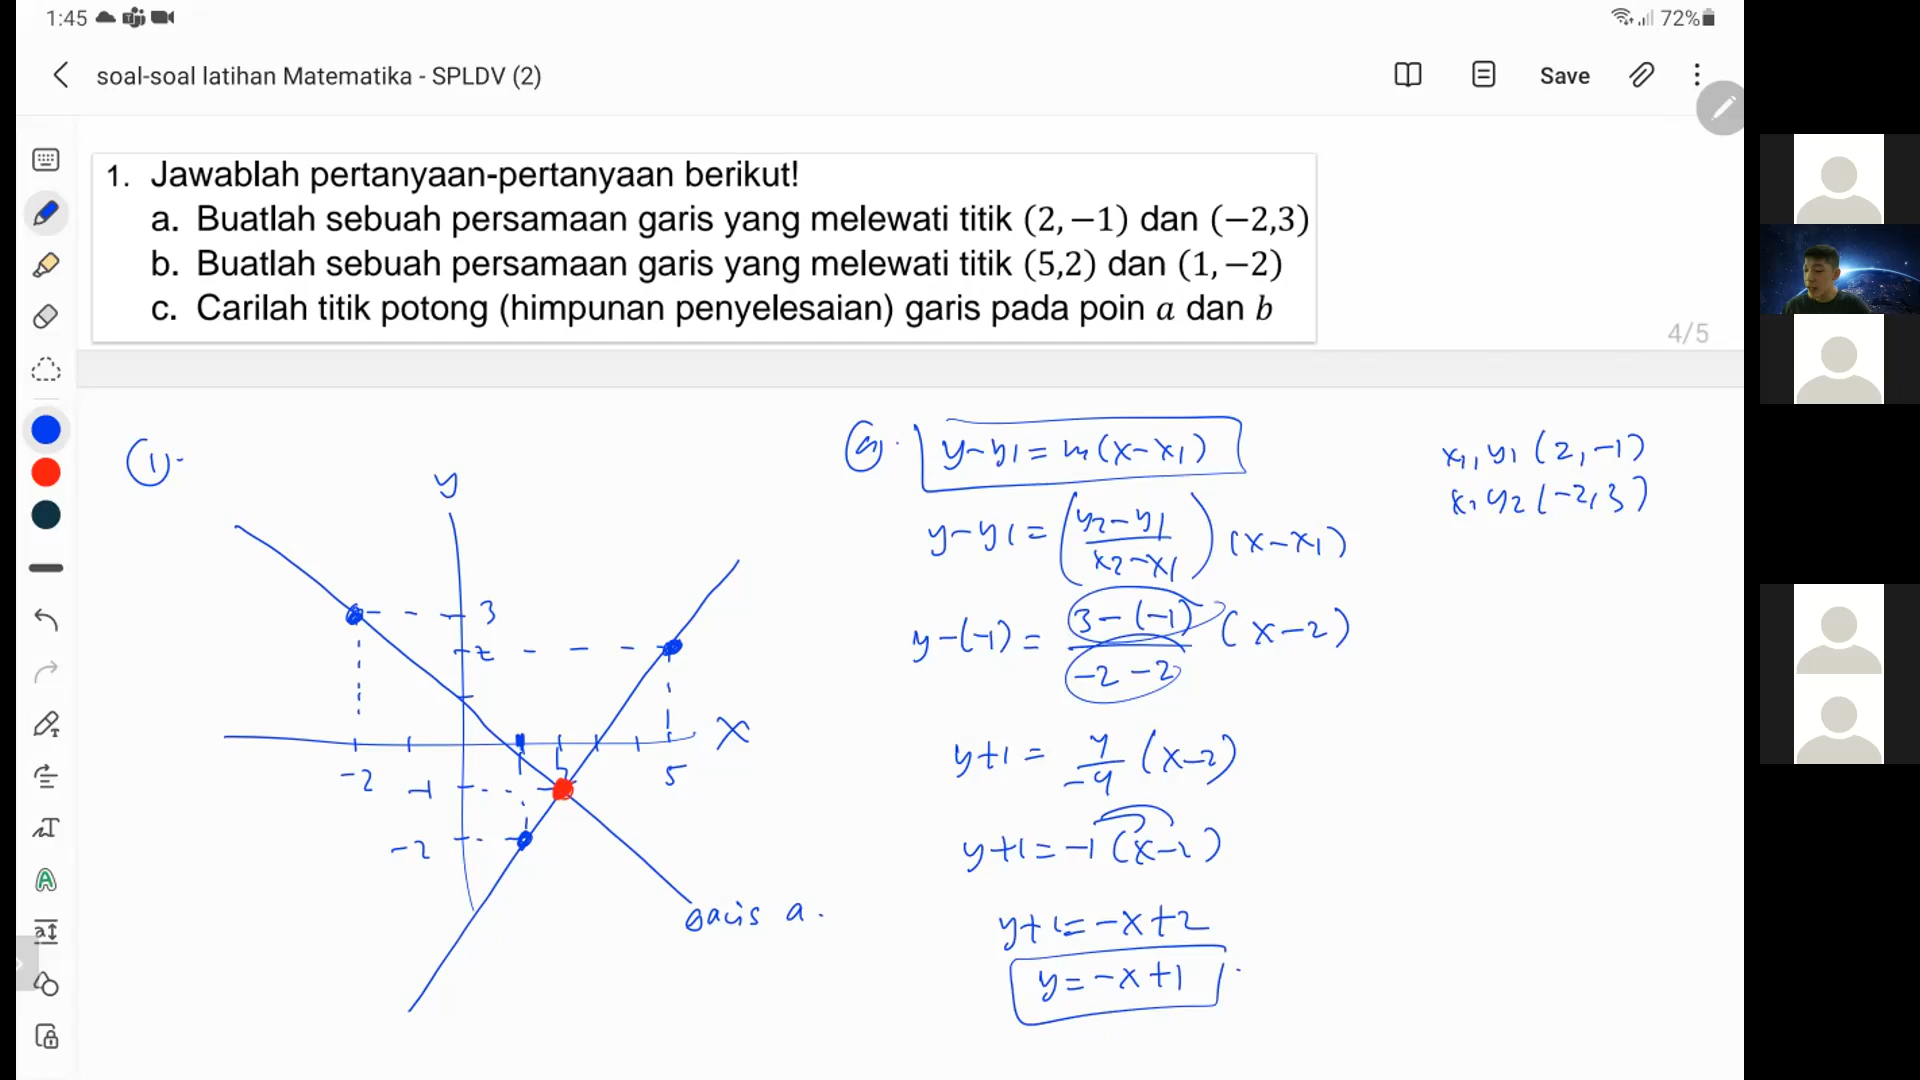 1:45
72%
soal-soal latihan Matematika - SPLDV (2)
Save
1. Jawablah pertanyaan-pertanyaan berikut!
a. Buatlah sebuah persamaan garis yang melewati titik (2,−1) dan (−2,3)
b. Buatlah sebuah persamaan garis yang melewati titik (5,2) dan (1,−2)
c. Carilah titik potong (himpunan penyelesaian) garis pada poin a dan b
4/5
(1).
y
3
2
X
-2
5
-1
-2
garis a.
(a).
y-y1 = m(x-x1)
y-y1 = (y2-y1 / x2-x1) (x-x1)
y-(-1) = 3-(-1) / -2-2 (x-2)
y+1 = 4/-4 (x-2)
y+1 = -1 (x-2)
y+1 = -x+2
y = -x+1
x1, y1 (2, -1)
x, y2 (-2, 3)